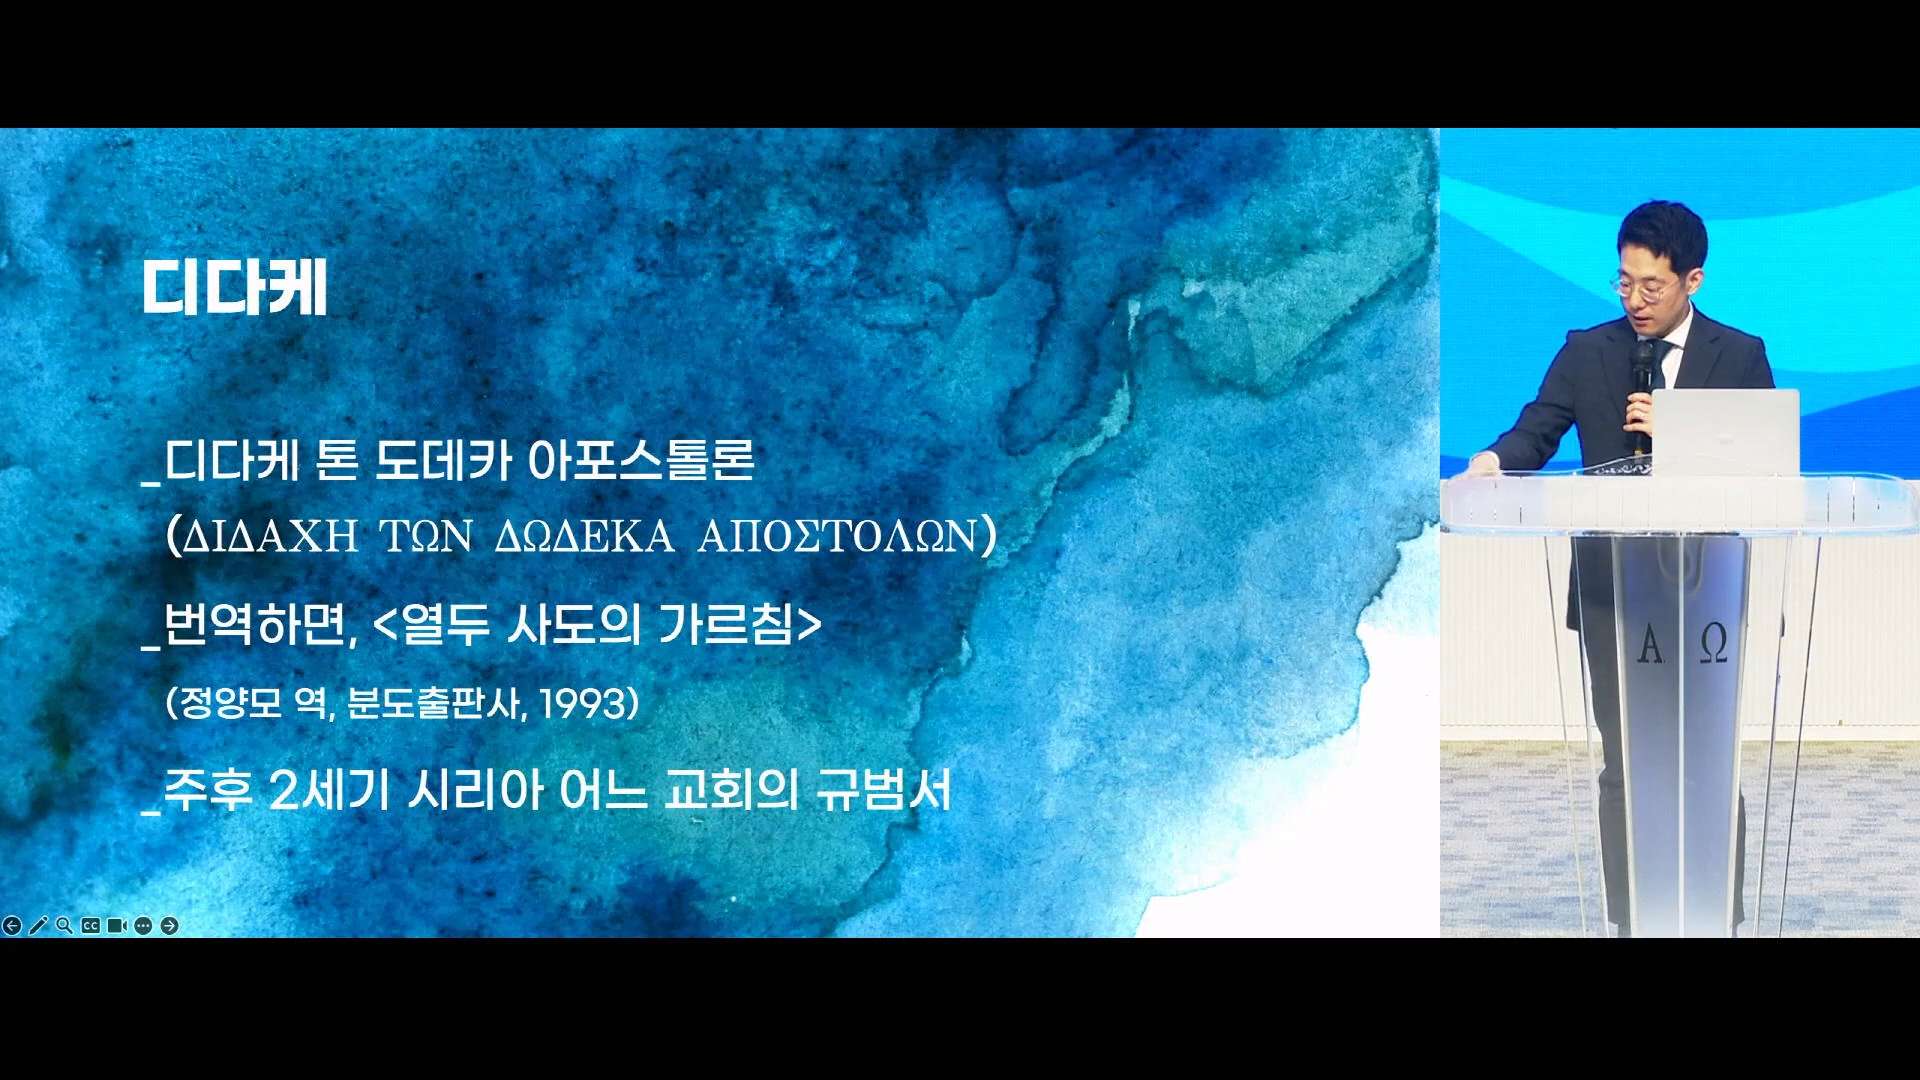 디다케
_디다케 톤 도데카 아포스톨론
(ΔΙΔΑΧΗ ΤΩΝ ΔΩΔΕΚΑ ΑΠΟΣΤΟΛΩΝ)
_번역하면, <열두 사도의 가르침>
(정양모 역, 분도출판사, 1993)
_주후 2세기 시리아 어느 교회의 규범서
CC
Α Ω